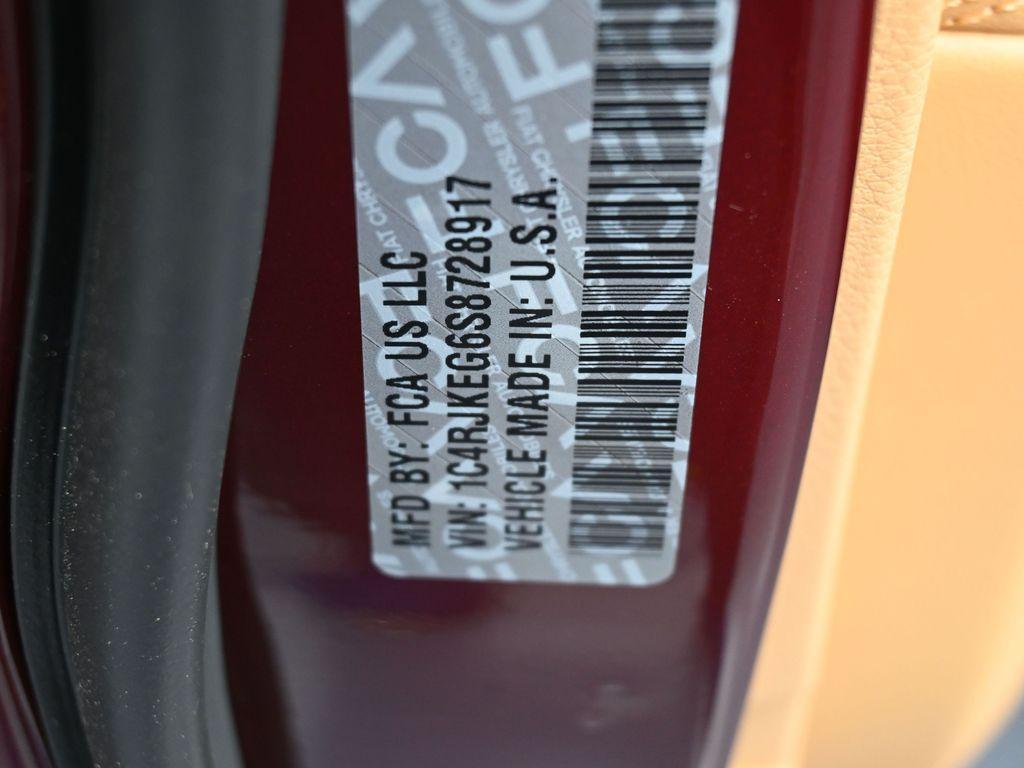 MFD BY: FCA US LLC
VIN: 1C4RJKEG6S8728917
VEHICLE MADE IN: U.S.A.